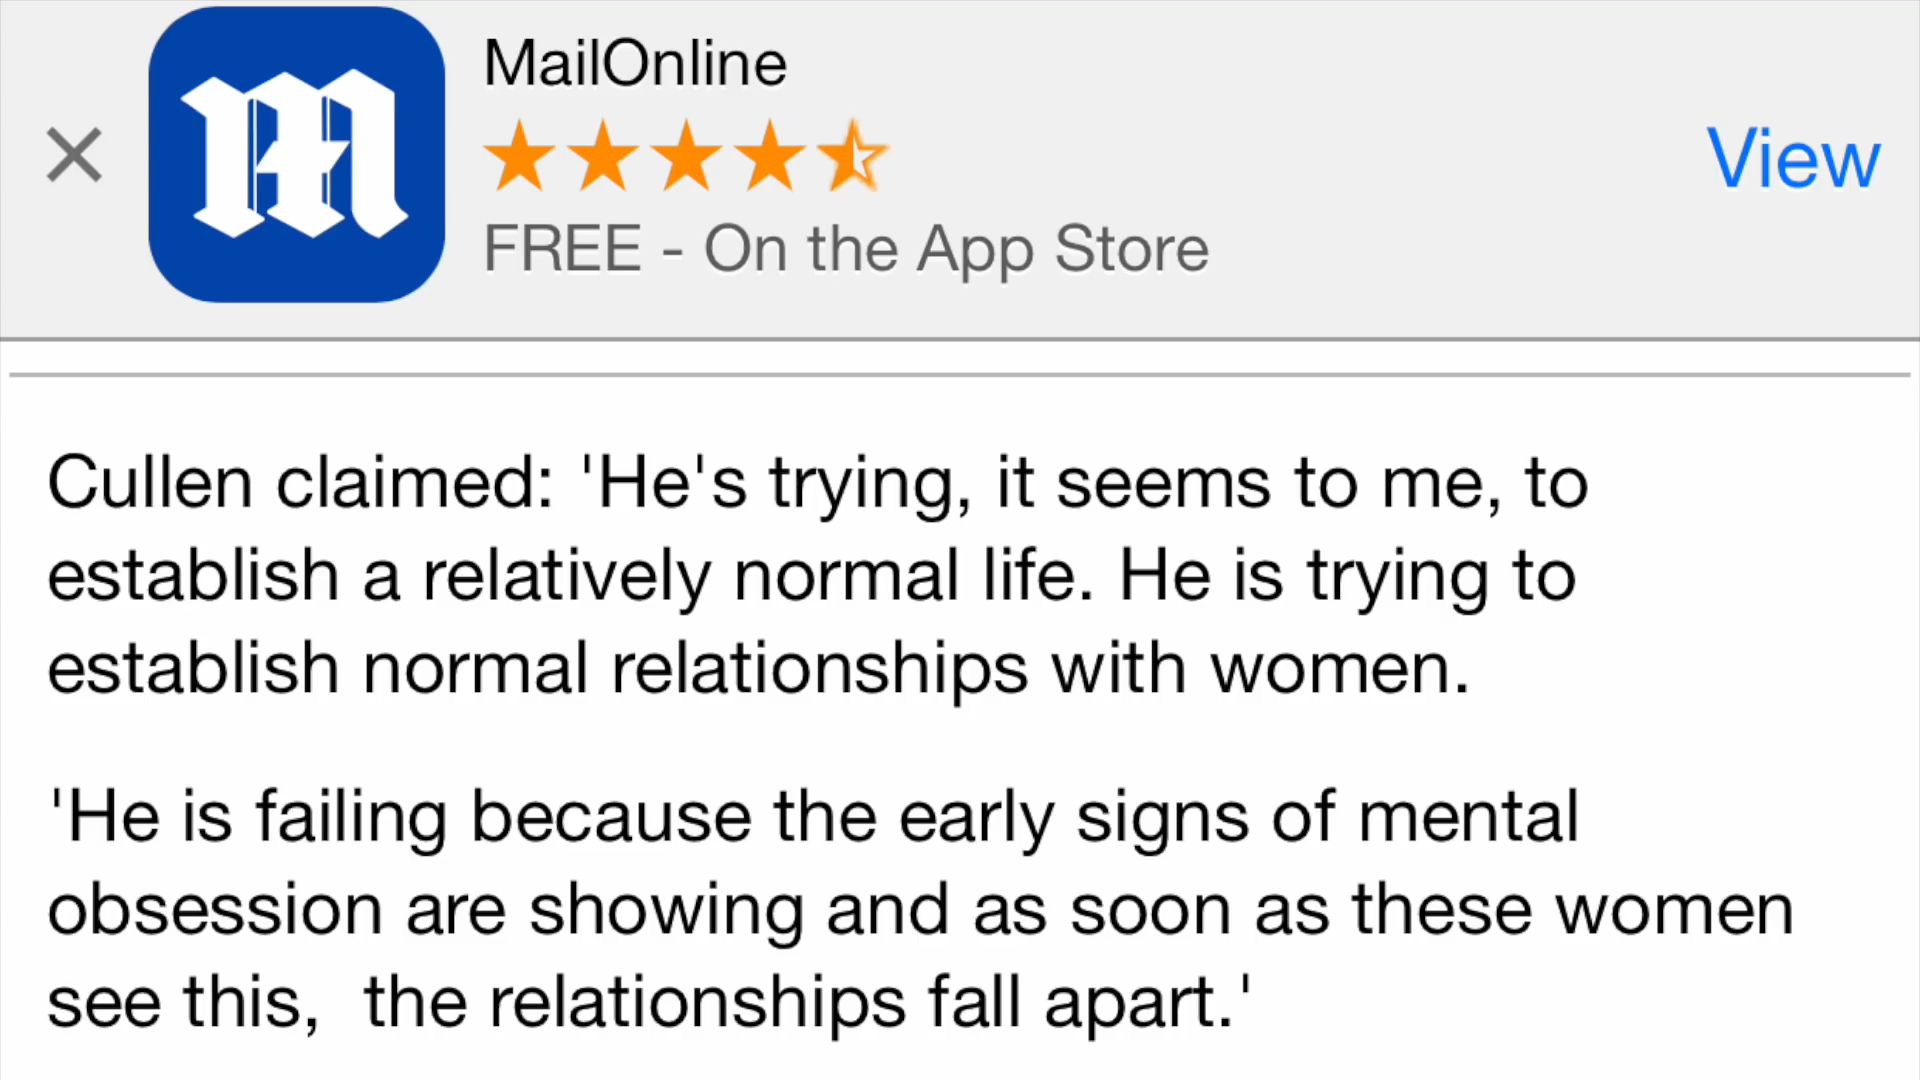 MailOnline
FREE - On the App Store
View
Cullen claimed: 'He's trying, it seems to me, to
establish a relatively normal life. He is trying to
establish normal relationships with women.
'He is failing because the early signs of mental
obsession are showing and as soon as these women
see this,  the relationships fall apart.'